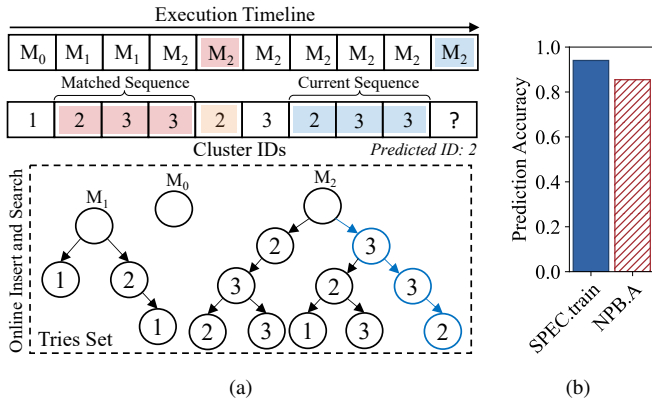 Execution Timeline
M0 M1 M1 M2 M2 M2 M2 M2 M2 M2
Matched Sequence Current Sequence
1 2 3 3 2 3 2 3 3 ?
Cluster IDs Predicted ID: 2
Online Insert and Search
M1 M0 M2
2 3
1 2 3 2 3
1 2 3 1 3 2
Tries Set
(a)
Prediction Accuracy
1.0
0.8
0.6
0.4
0.2
0.0
SPEC.train
NPB.A
(b)